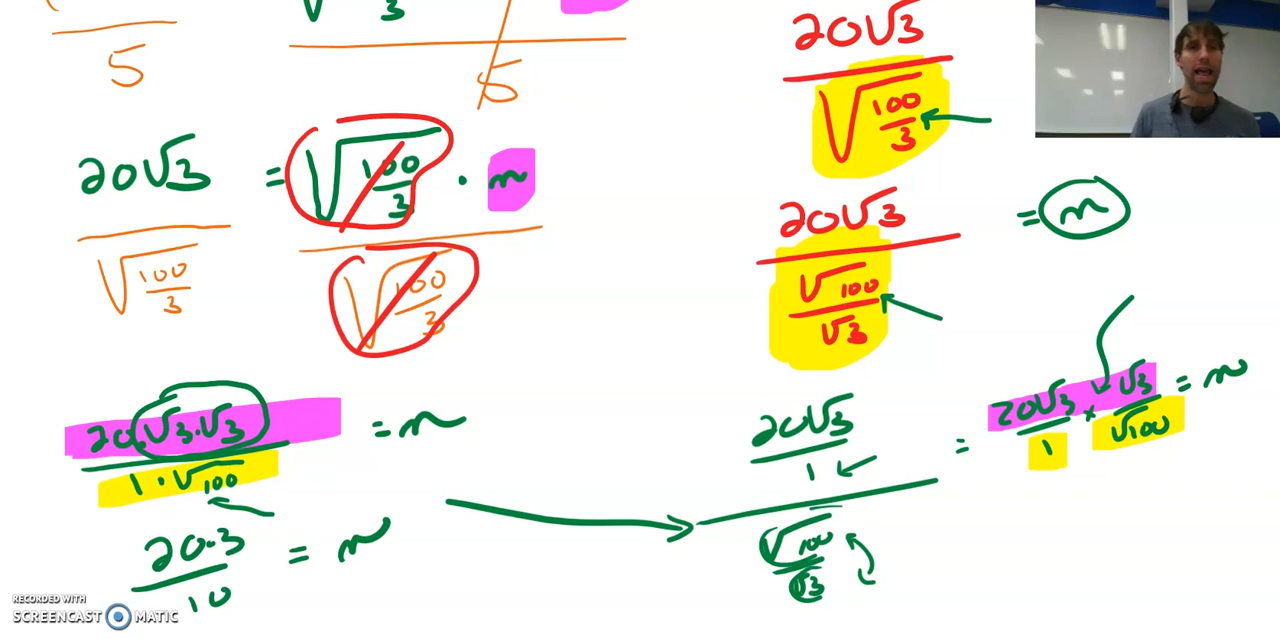 √ 3
5
5
20√3 = √(100/3) · m
√(100/3) √(100/3)
20√3
√(100/3)
20√3 = m
√100
√3
20·√3·√3 = m
1·√100
20·3 = m
10
20√3 = 20√3 × √3 = m
1 1 √100
√100
√3
RECORDED WITH
SCREENCAST MATIC